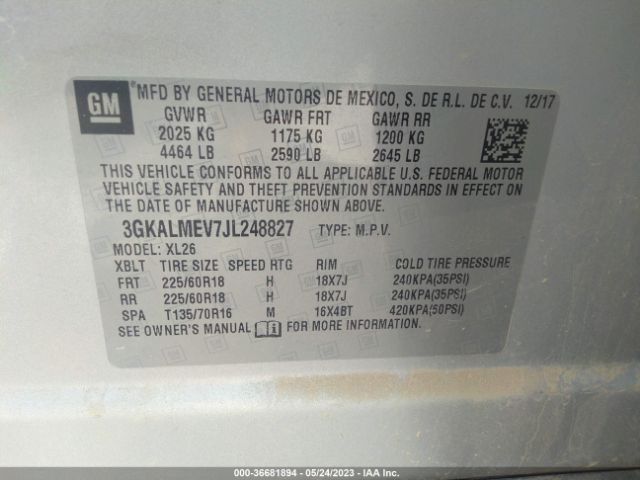 GM
MFD BY GENERAL MOTORS DE MEXICO, S. DE R.L. DE C.V. 12/17
GVWR GAWR FRT GAWR RR
2025 KG 1175 KG 1200 KG
4464 LB 2590 LB 2645 LB
THIS VEHICLE CONFORMS TO ALL APPLICABLE U.S. FEDERAL MOTOR
VEHICLE SAFETY AND THEFT PREVENTION STANDARDS IN EFFECT ON
THE DATE OF MANUFACTURE SHOWN ABOVE.
3GKALMEV7JL248827 TYPE: M.P.V.
MODEL: XL26
XBLT TIRE SIZE SPEED RTG RIM COLD TIRE PRESSURE
FRT 225/60R18 H 18X7J 240KPA(35PSI)
RR 225/60R18 H 18X7J 240KPA(35PSI)
SPA T135/70R16 M 16X4BT 420KPA(50PSI)
SEE OWNER'S MANUAL FOR MORE INFORMATION.
000-36681894 - 05/24/2023 - IAA Inc.